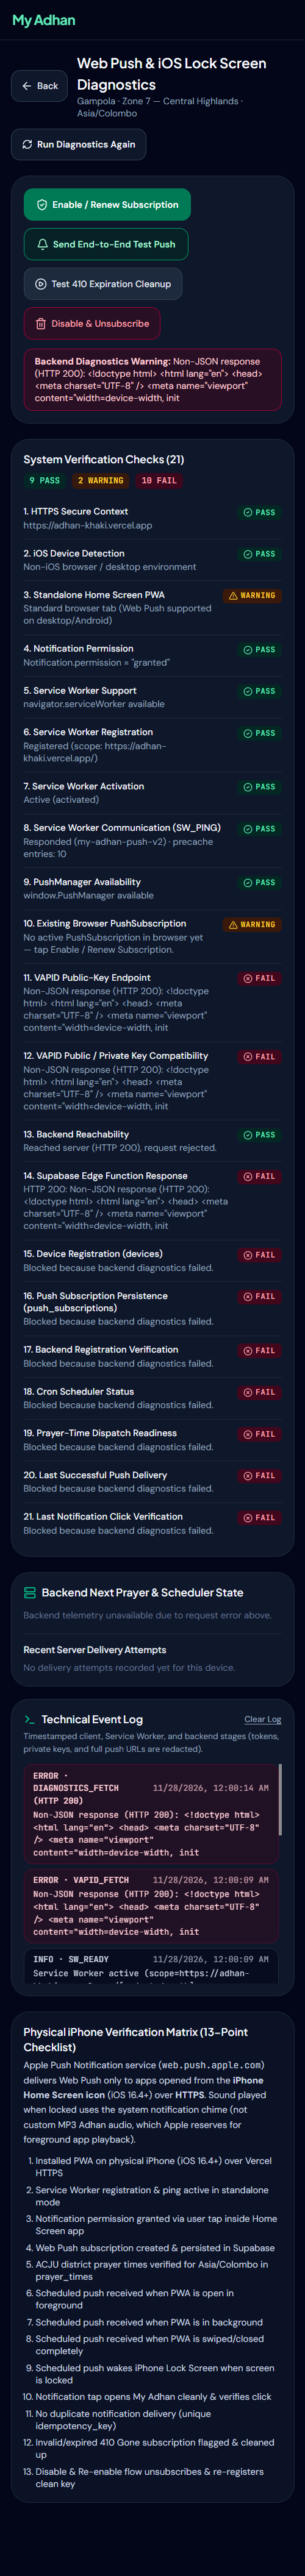 My Adhan
Back
Web Push & iOS Lock Screen
Diagnostics
Gampola · Zone 7 — Central Highlands ·
Asia/Colombo
Run Diagnostics Again
Enable / Renew Subscription
Send End-to-End Test Push
Test 410 Expiration Cleanup
Disable & Unsubscribe
Backend Diagnostics Warning: Non-JSON response
(HTTP 200): <!doctype html> <html lang="en"> <head>
<meta charset="UTF-8" /> <meta name="viewport"
content="width=device-width, init
System Verification Checks (21)
9 PASS 2 WARNING 10 FAIL
1. HTTPS Secure Context
PASS
https://adhan-khaki.vercel.app
2. iOS Device Detection
PASS
Non-iOS browser / desktop environment
3. Standalone Home Screen PWA
WARNING
Standard browser tab (Web Push supported
on desktop/Android)
4. Notification Permission
PASS
Notification.permission = "granted"
5. Service Worker Support
PASS
navigator.serviceWorker available
6. Service Worker Registration
PASS
Registered (scope: https://adhan-
khaki.vercel.app/)
7. Service Worker Activation
PASS
Active (activated)
8. Service Worker Communication (SW_PING)
PASS
Responded (my-adhan-push-v2) · precache
entries: 10
9. PushManager Availability
PASS
window.PushManager available
10. Existing Browser PushSubscription
WARNING
No active PushSubscription in browser yet
— tap Enable / Renew Subscription.
11. VAPID Public-Key Endpoint
FAIL
Non-JSON response (HTTP 200): <!doctype
html> <html lang="en"> <head> <meta
charset="UTF-8" /> <meta name="viewport"
content="width=device-width, init
12. VAPID Public / Private Key Compatibility
FAIL
Non-JSON response (HTTP 200): <!doctype
html> <html lang="en"> <head> <meta
charset="UTF-8" /> <meta name="viewport"
content="width=device-width, init
13. Backend Reachability
PASS
Reached server (HTTP 200), request rejected.
14. Supabase Edge Function Response
FAIL
HTTP 200: Non-JSON response (HTTP 200):
<!doctype html> <html lang="en"> <head> <meta
charset="UTF-8" /> <meta name="viewport"
content="width=device-width, init
15. Device Registration (devices)
FAIL
Blocked because backend diagnostics failed.
16. Push Subscription Persistence
(push_subscriptions)
FAIL
Blocked because backend diagnostics failed.
17. Backend Registration Verification
FAIL
Blocked because backend diagnostics failed.
18. Cron Scheduler Status
FAIL
Blocked because backend diagnostics failed.
19. Prayer-Time Dispatch Readiness
FAIL
Blocked because backend diagnostics failed.
20. Last Successful Push Delivery
FAIL
Blocked because backend diagnostics failed.
21. Last Notification Click Verification
FAIL
Blocked because backend diagnostics failed.
Backend Next Prayer & Scheduler State
Backend telemetry unavailable due to request error above.
Recent Server Delivery Attempts
No delivery attempts recorded yet for this device.
Technical Event Log
Clear Log
Timestamped client, Service Worker, and backend stages (tokens,
private keys, and full push URLs are redacted).
ERROR ·
DIAGNOSTICS_FETCH
(HTTP 200)
11/28/2026, 12:00:14 AM
Non-JSON response (HTTP 200): <!doctype
html> <html lang="en"> <head> <meta
charset="UTF-8" /> <meta name="viewport"
content="width=device-width, init
ERROR · VAPID_FETCH
11/28/2026, 12:00:09 AM
Non-JSON response (HTTP 200): <!doctype
html> <html lang="en"> <head> <meta
charset="UTF-8" /> <meta name="viewport"
content="width=device-width, init
INFO · SW_READY
11/28/2026, 12:00:09 AM
Service Worker active (scope=https://adhan-
Physical iPhone Verification Matrix (13-Point
Checklist)
Apple Push Notification service (web.push.apple.com)
delivers Web Push only to apps opened from the iPhone
Home Screen icon (iOS 16.4+) over HTTPS. Sound played
when locked uses the system notification chime (not
custom MP3 Adhan audio, which Apple reserves for
foreground app playback).
1. Installed PWA on physical iPhone (iOS 16.4+) over Vercel
HTTPS
2. Service Worker registration & ping active in standalone
mode
3. Notification permission granted via user tap inside Home
Screen app
4. Web Push subscription created & persisted in Supabase
5. ACJU district prayer times verified for Asia/Colombo in
prayer_times
6. Scheduled push received when PWA is open in
foreground
7. Scheduled push received when PWA is in background
8. Scheduled push received when PWA is swiped/closed
completely
9. Scheduled push wakes iPhone Lock Screen when screen
is locked
10. Notification tap opens My Adhan cleanly & verifies click
11. No duplicate notification delivery (unique
idempotency_key)
12. Invalid/expired 410 Gone subscription flagged & cleaned
up
13. Disable & Re-enable flow unsubscribes & re-registers
clean key